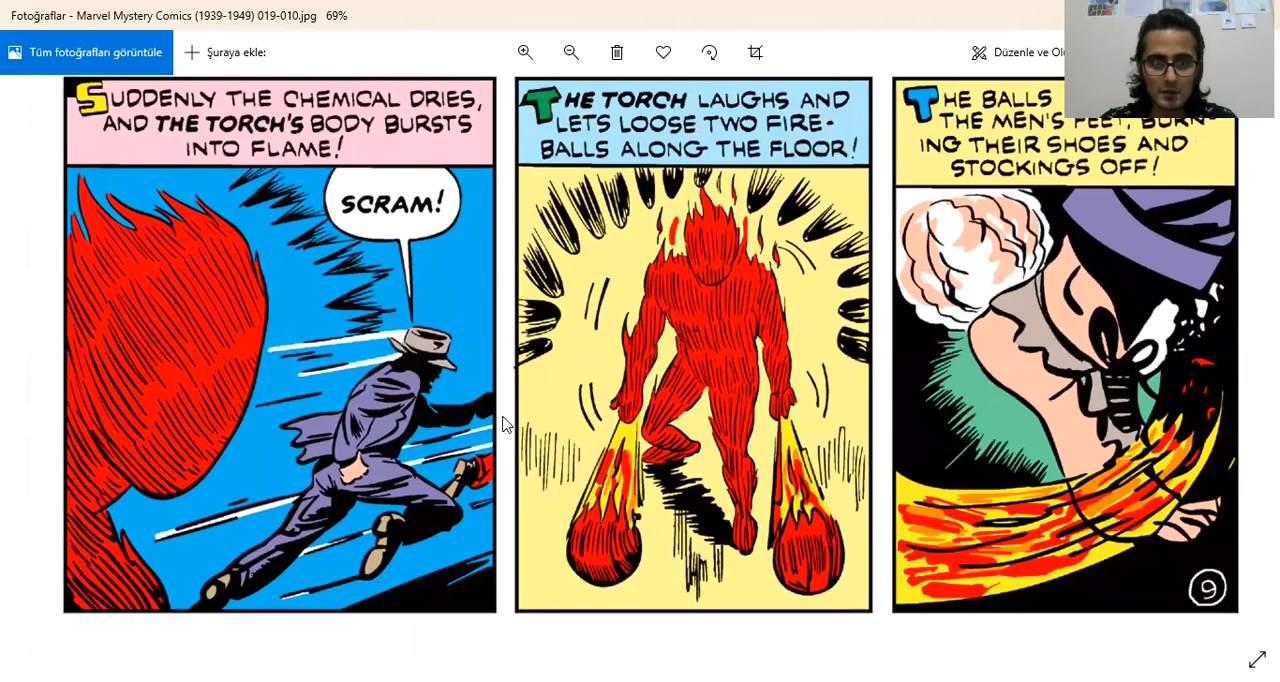 Fotoğraflar - Marvel Mystery Comics (1939-1949) 019-010.jpg 69%
Tüm fotoğrafları görüntüle
Şuraya ekle:
Düzenle ve
SUDDENLY THE CHEMICAL DRIES,
AND THE TORCH'S BODY BURSTS
INTO FLAME!
SCRAM!
THE TORCH LAUGHS AND
LETS LOOSE TWO FIRE-
BALLS ALONG THE FLOOR!
THE BALLS
THE MEN'S FEET, BURN-
ING THEIR SHOES AND
STOCKINGS OFF!
9